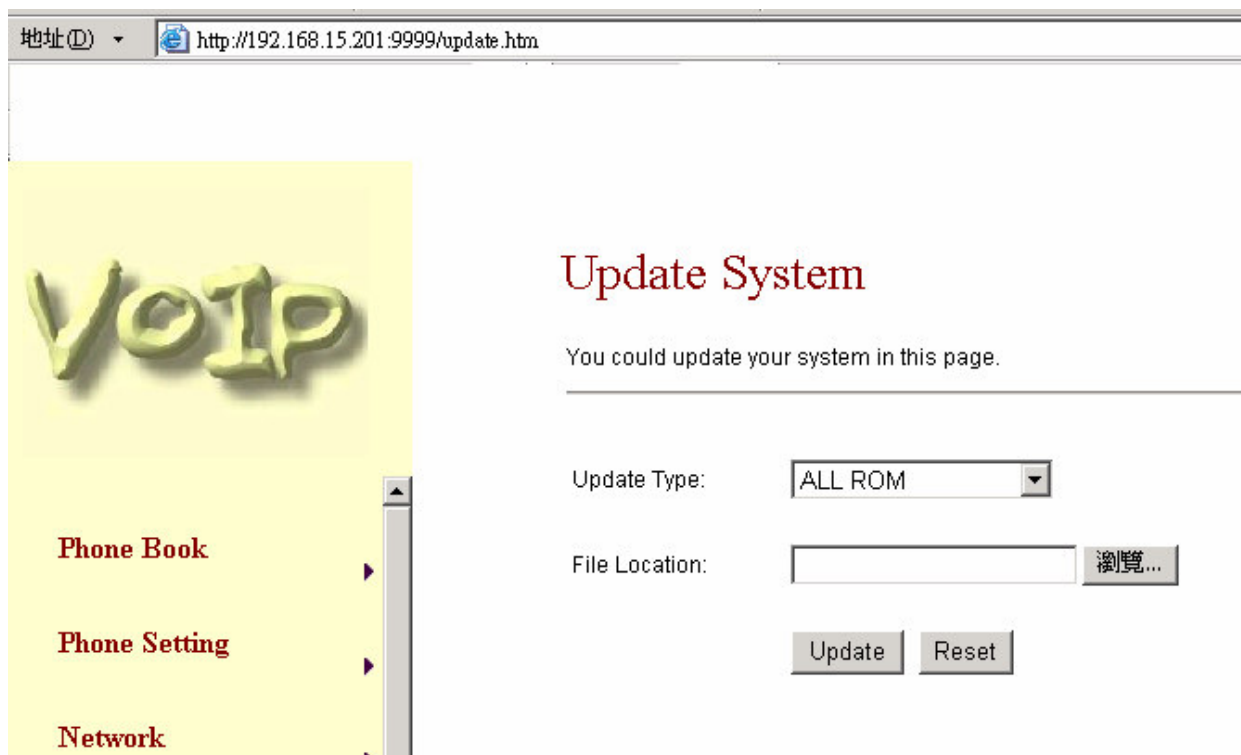 地址(D)
http://192.168.15.201:9999/update.htm
VOIP
Update System
You could update your system in this page.
Update Type: ALL ROM
File Location: 瀏覽...
Update Reset
Phone Book
Phone Setting
Network